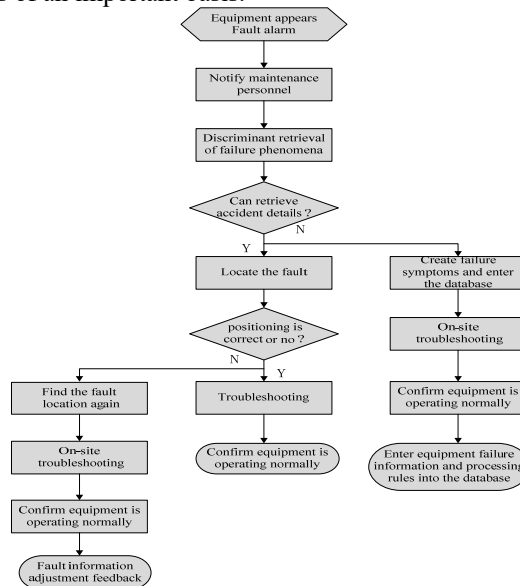 Equipment appears
Fault alarm
Notify maintenance
personnel
Discriminant retrieval
of failure phenomena
Can retrieve
accident details ?
N
Y
Locate the fault
Create failure
symptoms and enter
the database
positioning is
correct or no ?
On-site
troubleshooting
N
Y
Find the fault
location again
Troubleshooting
Confirm equipment is
operating normally
On-site
troubleshooting
Confirm equipment is
operating normally
Enter equipment failure
information and processing
rules into the database
Confirm equipment is
operating normally
Fault information
adjustment feedback